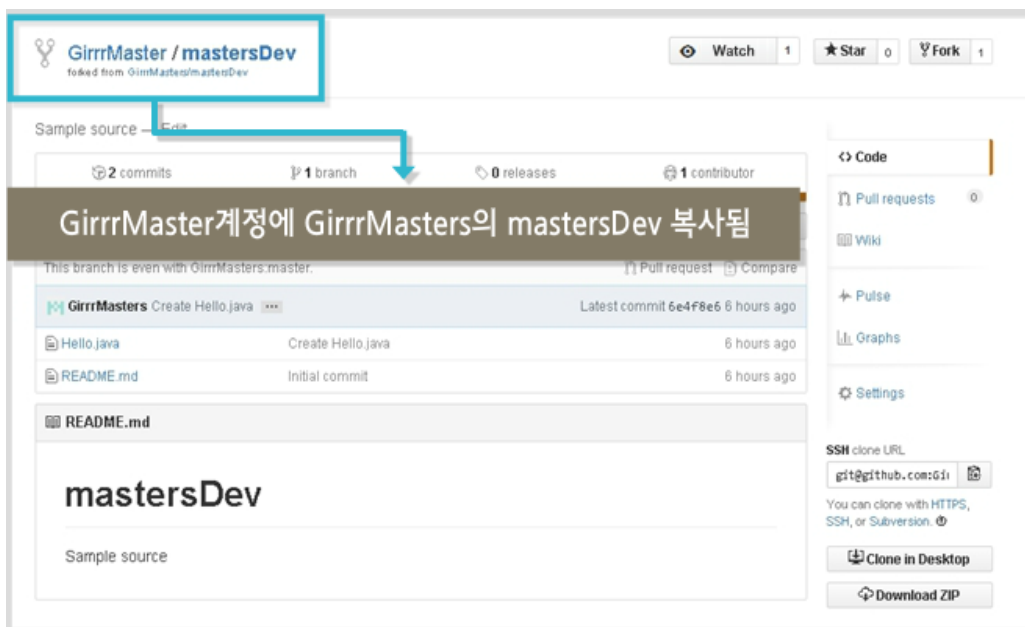 GirrrMaster / mastersDev
forked from GirrrMasters/mastersDev
Watch 1 Star 0 Fork 1
Sample source — Edit
2 commits 1 branch 0 releases 1 contributor
GirrrMaster계정에 GirrrMasters의 mastersDev 복사됨
This branch is even with GirrrMasters:master. Pull request Compare
GirrrMasters Create Hello.java ... Latest commit 6e4f8e6 6 hours ago
Hello.java Create Hello.java 6 hours ago
README.md Initial commit 6 hours ago
README.md
mastersDev
Sample source
<> Code
Pull requests 0
Wiki
Pulse
Graphs
Settings
SSH clone URL
git@github.com:Gi
You can clone with HTTPS,
SSH, or Subversion.
Clone in Desktop
Download ZIP